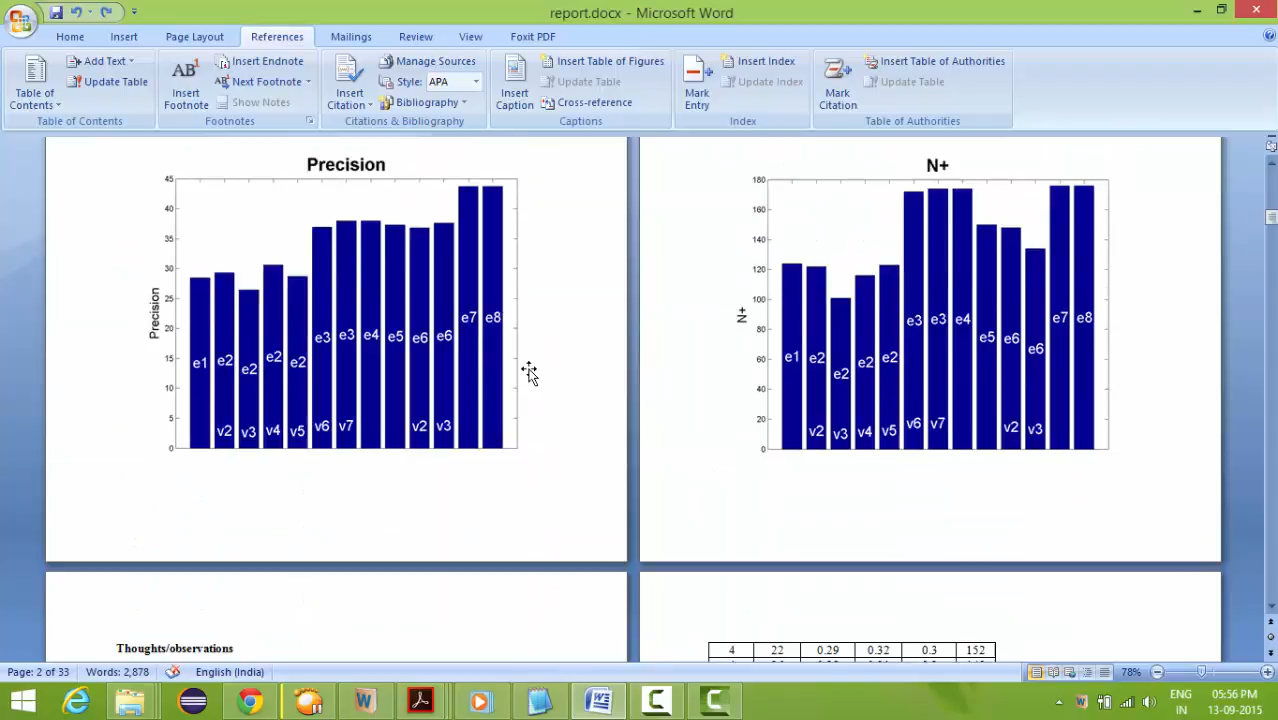 report.docx - Microsoft Word
Home Insert Page Layout References Mailings Review View Foxit PDF
Table of Contents
Add Text
Update Table
Table of Contents
AB1
Insert Footnote
Insert Endnote
AB1 Next Footnote
Show Notes
Footnotes
Insert Citation
Manage Sources
Style: APA
Bibliography
Citations & Bibliography
Insert Caption
Insert Table of Figures
Update Table
Cross-reference
Captions
Mark Entry
Insert Index
Update Index
Index
Mark Citation
Insert Table of Authorities
Update Table
Table of Authorities
Precision
45
40
35
30
25
20
15
10
5
0
Precision
e1 e2 e2 e2 e2 e3 e3 e4 e5 e6 e6 e7 e8
v2 v3 v4 v5 v6 v7 v2 v3
N+
180
160
140
120
100
80
60
40
20
0
N+
e1 e2 e2 e2 e2 e3 e3 e4 e5 e6 e6 e7 e8
v2 v3 v4 v5 v6 v7 v2 v3
Thoughts/observations
4 22 0.29 0.32 0.3 152
Page: 2 of 33 Words: 2,878 English (India) 78%
ENG 05:56 PM
IN 13-09-2015